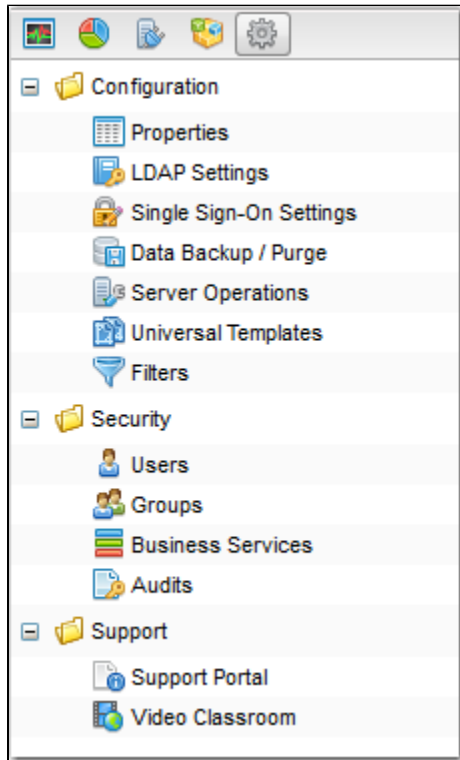 Configuration
Properties
LDAP Settings
Single Sign-On Settings
Data Backup / Purge
Server Operations
Universal Templates
Filters
Security
Users
Groups
Business Services
Audits
Support
Support Portal
Video Classroom